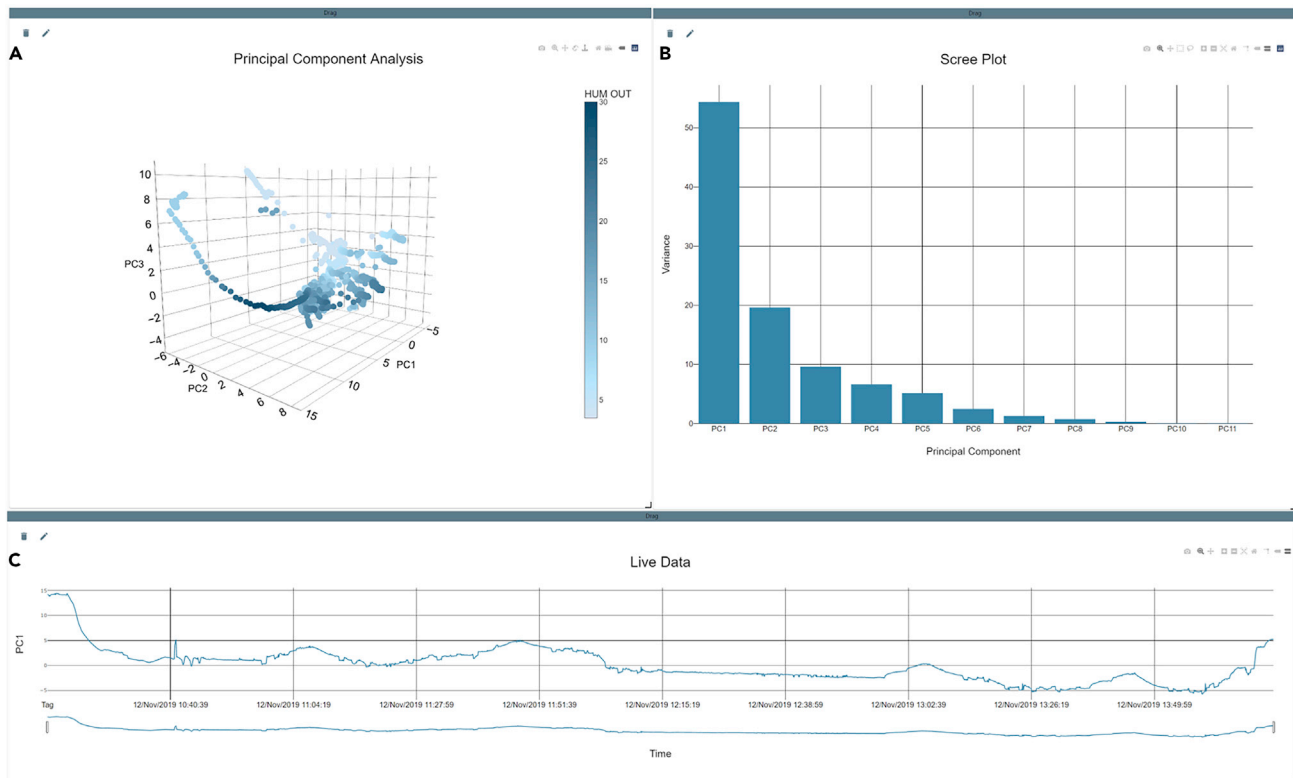 Drag
Drag
A
Principal Component Analysis
HUM OUT
30
25
20
15
10
5
10
8
6
4
2
0
−2
−4
PC3
−6
−4
−2
0
2
4
6
8
PC2
−5
0
5
10
15
PC1
B
Scree Plot
50
40
30
20
10
0
Variance
PC1 PC2 PC3 PC4 PC5 PC6 PC7 PC8 PC9 PC10 PC11
Principal Component
Drag
C
Live Data
15
10
5
0
−5
PC1
Tag 12/Nov/2019 10:40:39 12/Nov/2019 11:04:19 12/Nov/2019 11:27:59 12/Nov/2019 11:51:39 12/Nov/2019 12:15:19 12/Nov/2019 12:38:59 12/Nov/2019 13:02:39 12/Nov/2019 13:26:19 12/Nov/2019 13:49:59
Time